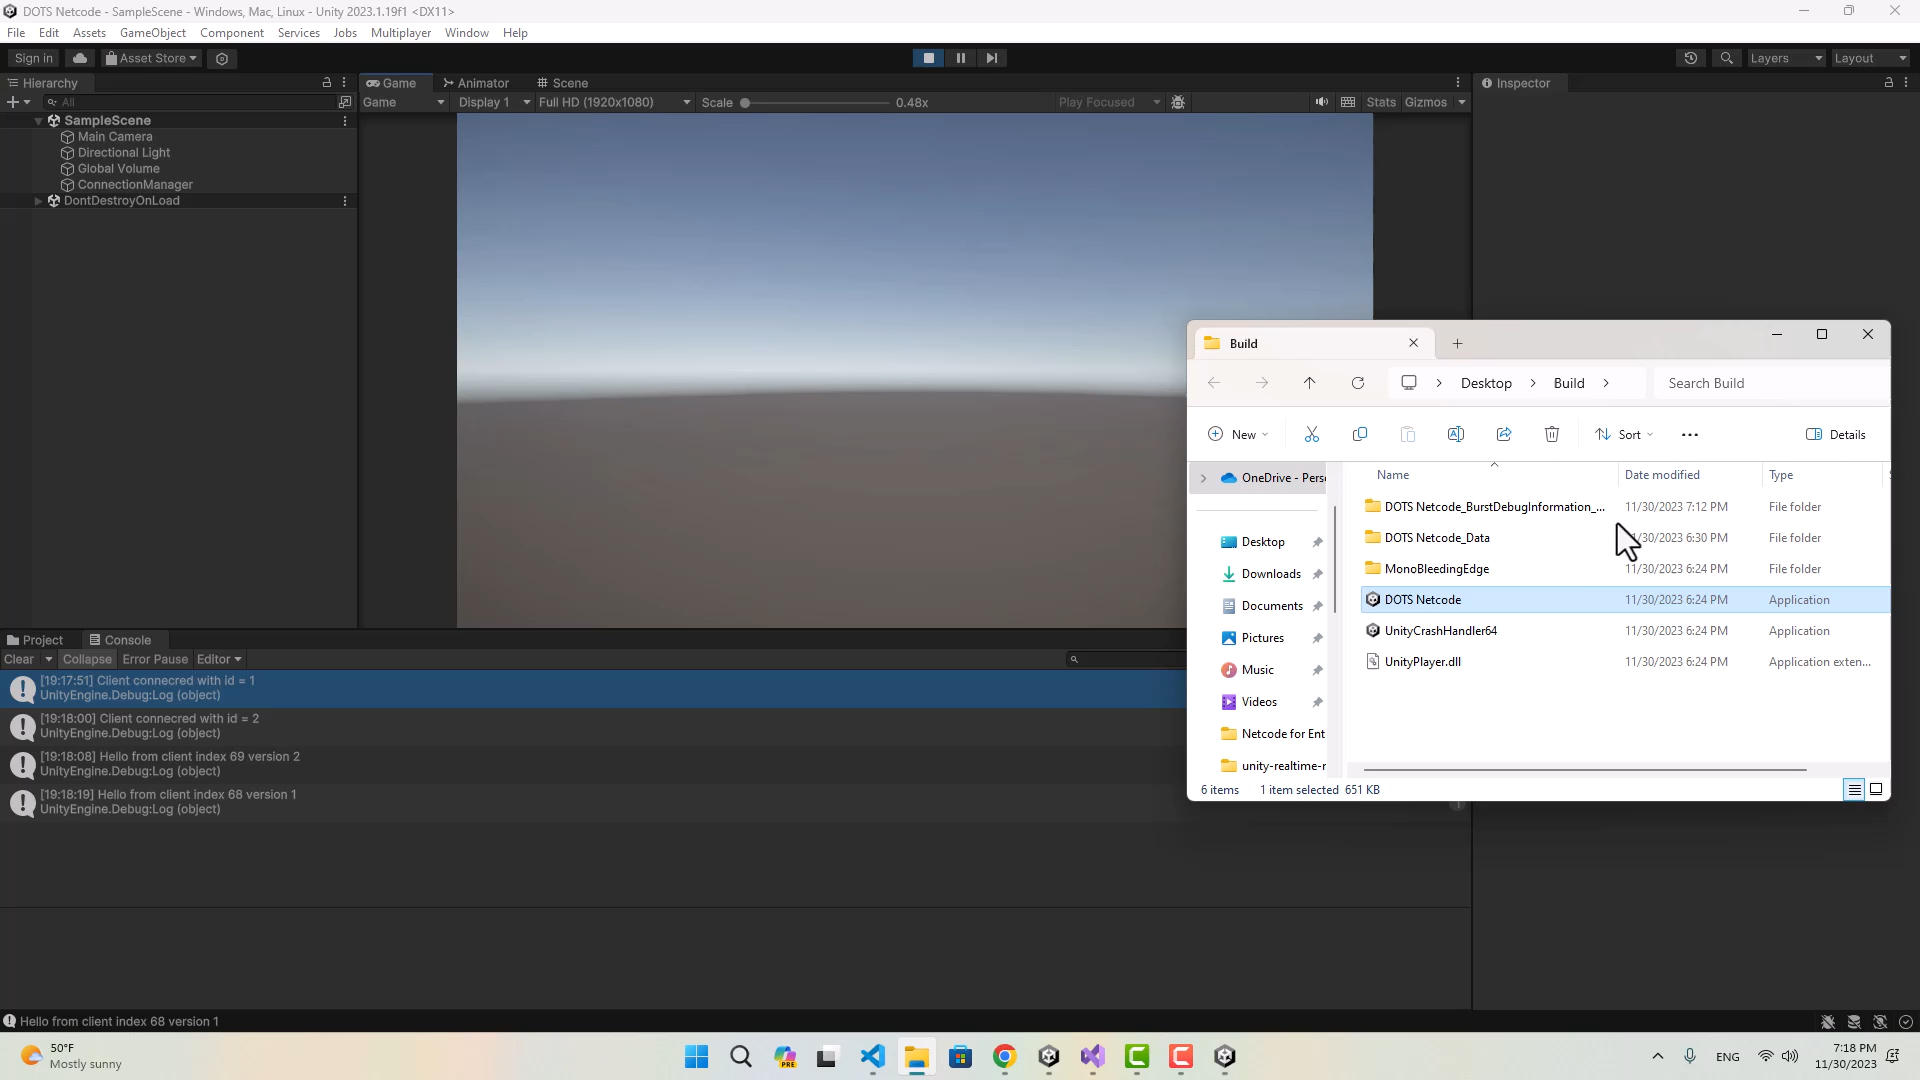 DOTS Netcode - SampleScene - Windows, Mac, Linux - Unity 2023.1.19f1 <DX11>
File Edit Assets GameObject Component Services Jobs Multiplayer Window Help
Sign in Asset Store Layers Layout
Hierarchy Game Animator Scene Inspector
All Game Display 1 Full HD (1920x1080) Scale 0.48x Play Focused Stats Gizmos
SampleScene
Main Camera
Directional Light
Global Volume
ConnectionManager
DontDestroyOnLoad
Build
Desktop Build Search Build
New Sort Details
OneDrive - Pers
Desktop
Downloads
Documents
Pictures
Music
Videos
Netcode for Ent
unity-realtime-r
Name Date modified Type
DOTS Netcode_BurstDebugInformation_... 11/30/2023 7:12 PM File folder
DOTS Netcode_Data /30/2023 6:30 PM File folder
MonoBleedingEdge 11/30/2023 6:24 PM File folder
DOTS Netcode 11/30/2023 6:24 PM Application
UnityCrashHandler64 11/30/2023 6:24 PM Application
UnityPlayer.dll 11/30/2023 6:24 PM Application exten...
6 items 1 item selected 651 KB
Project Console
Clear Collapse Error Pause Editor
[19:17:51] Client connecred with id = 1
UnityEngine.Debug:Log (object)
[19:18:00] Client connecred with id = 2
UnityEngine.Debug:Log (object)
[19:18:08] Hello from client index 69 version 2
UnityEngine.Debug:Log (object)
[19:18:19] Hello from client index 68 version 1
UnityEngine.Debug:Log (object)
Hello from client index 68 version 1
50°F
Mostly sunny
PRE
ENG
7:18 PM
11/30/2023